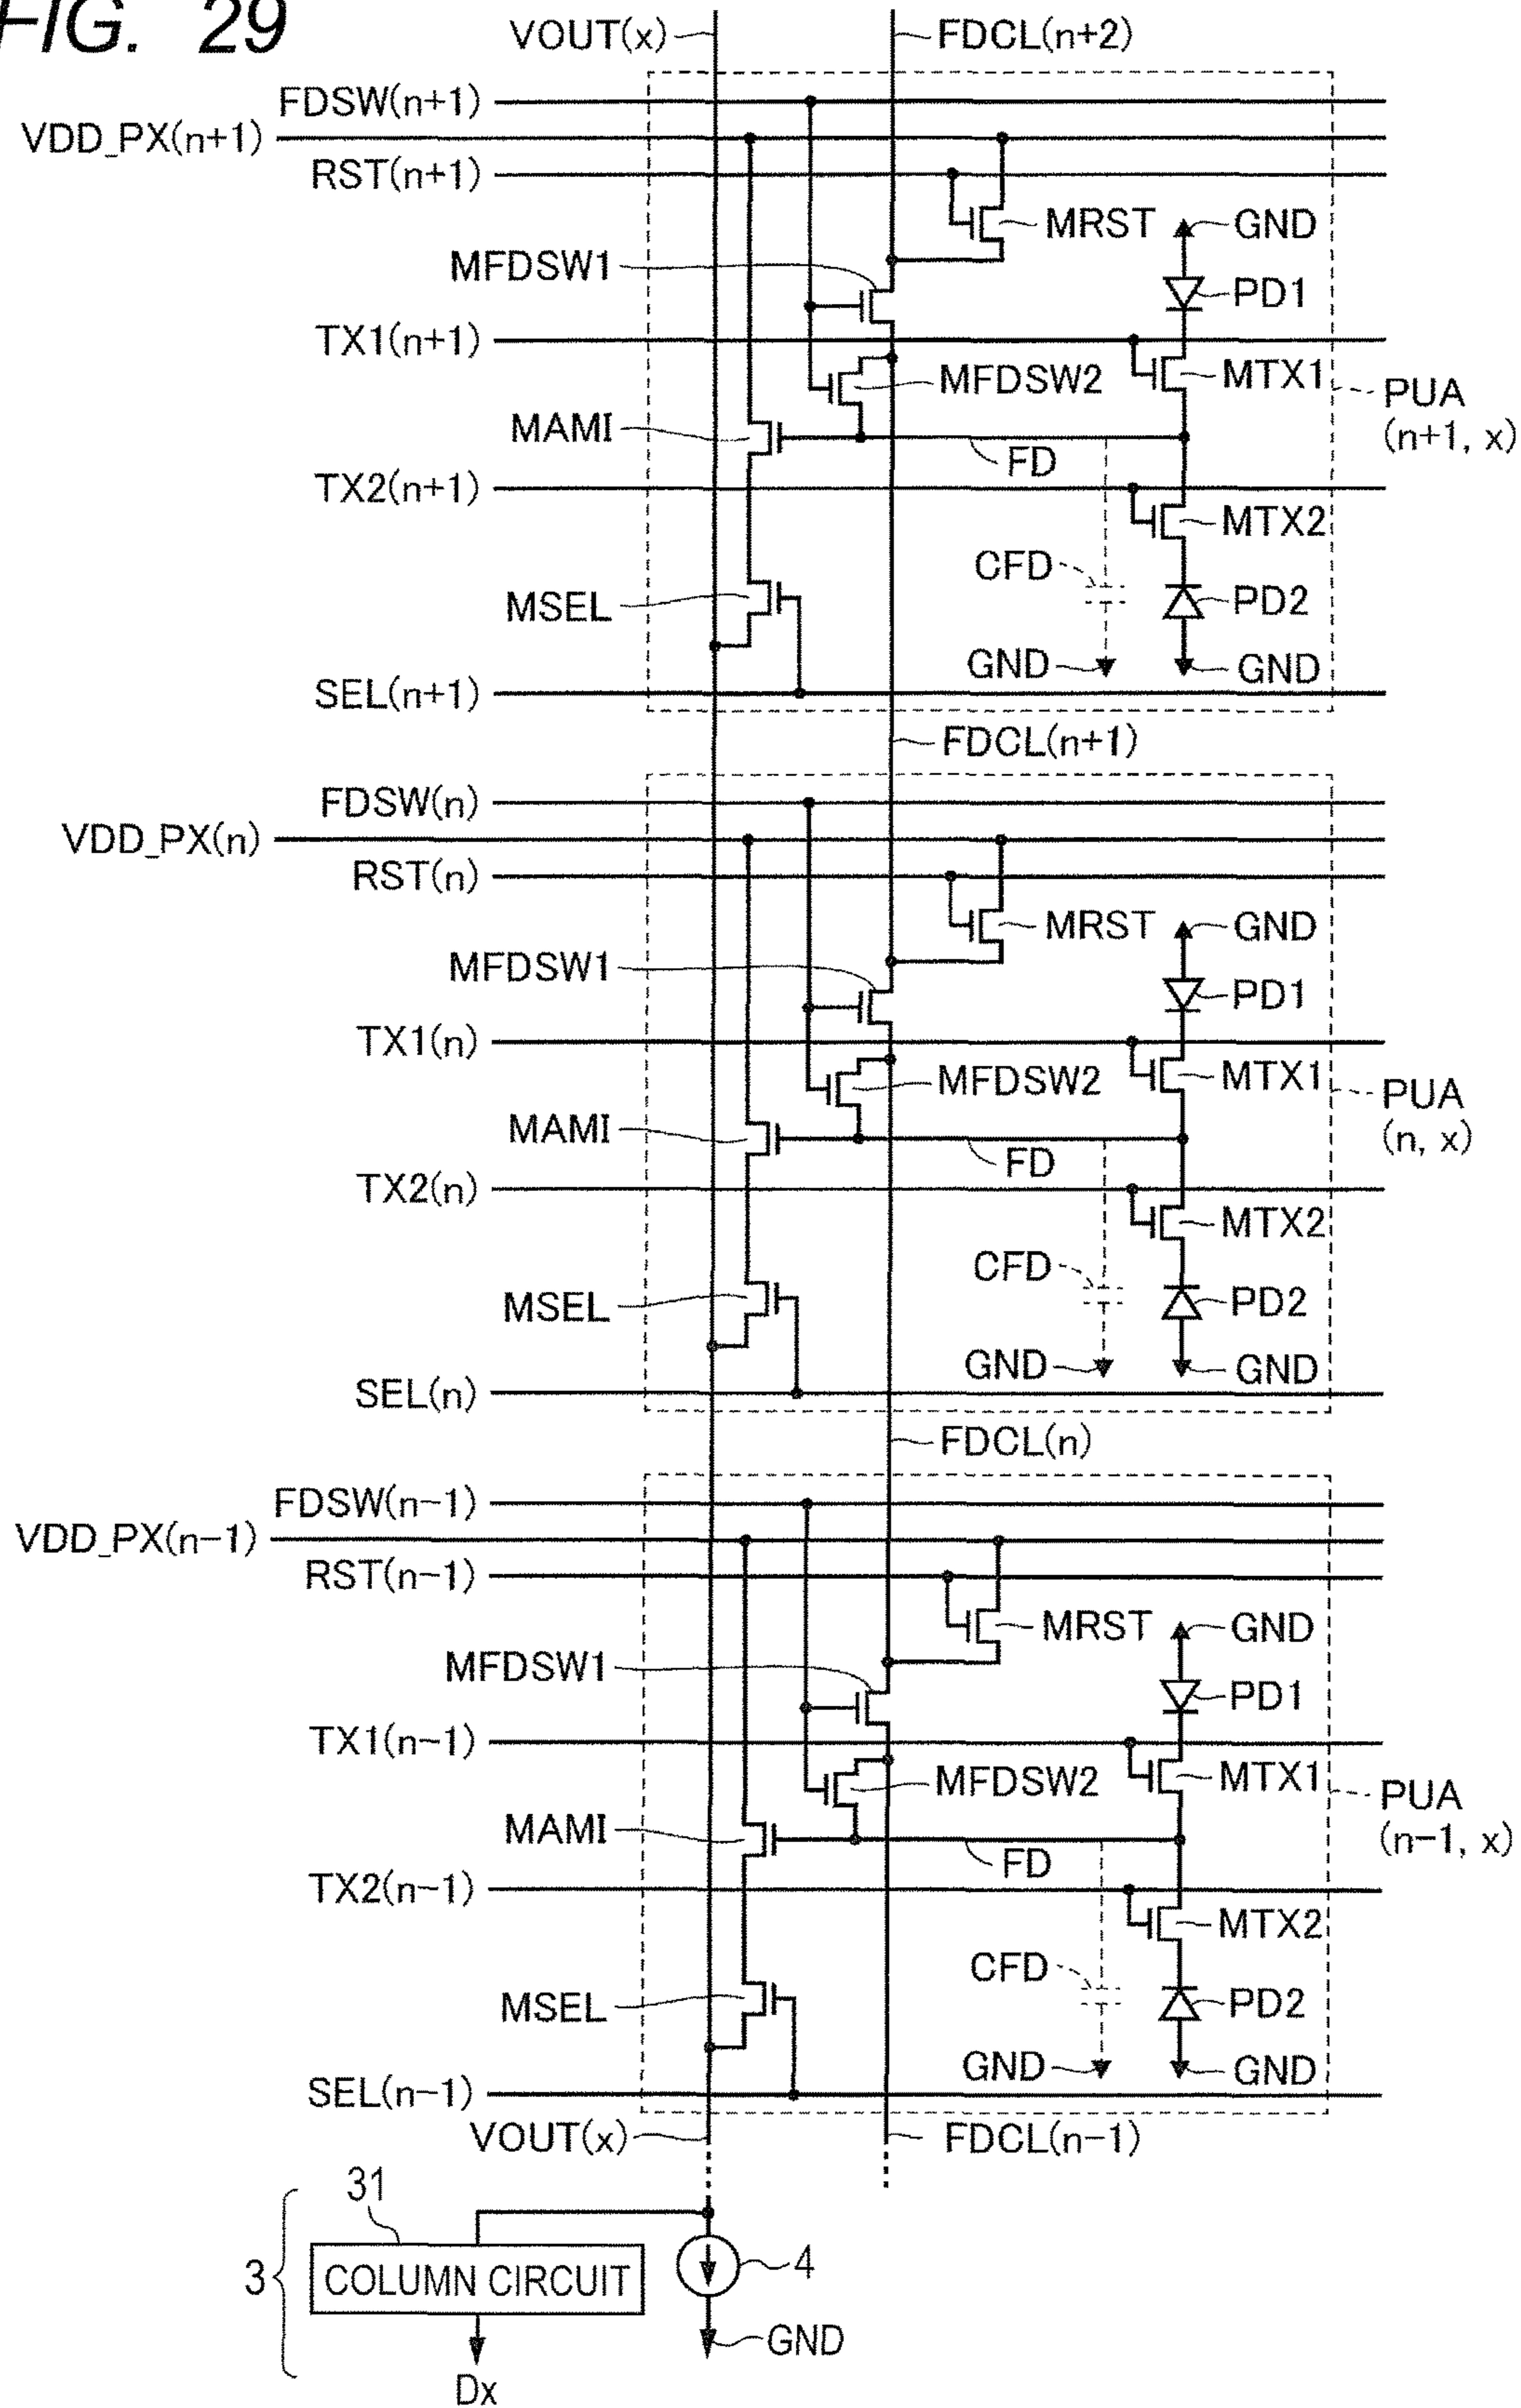 FIG. 29
VOUT(x)
FDCL(n+2)
FDSW(n+1)
VDD_PX(n+1)
RST(n+1)
MRST
GND
MFDSW1
PD1
TX1(n+1)
MFDSW2
MTX1
PUA
(n+1, x)
MAMI
FD
TX2(n+1)
MTX2
CFD
MSEL
PD2
GND
GND
SEL(n+1)
FDCL(n+1)
FDSW(n)
VDD_PX(n)
RST(n)
MRST
GND
MFDSW1
PD1
TX1(n)
MFDSW2
MTX1
PUA
(n, x)
MAMI
FD
TX2(n)
MTX2
CFD
MSEL
PD2
GND
GND
SEL(n)
FDCL(n)
FDSW(n-1)
VDD_PX(n-1)
RST(n-1)
MRST
GND
MFDSW1
PD1
TX1(n-1)
MFDSW2
MTX1
PUA
(n-1, x)
MAMI
FD
TX2(n-1)
MTX2
CFD
MSEL
PD2
GND
GND
SEL(n-1)
VOUT(x)
FDCL(n-1)
31
3
COLUMN CIRCUIT
4
GND
Dx